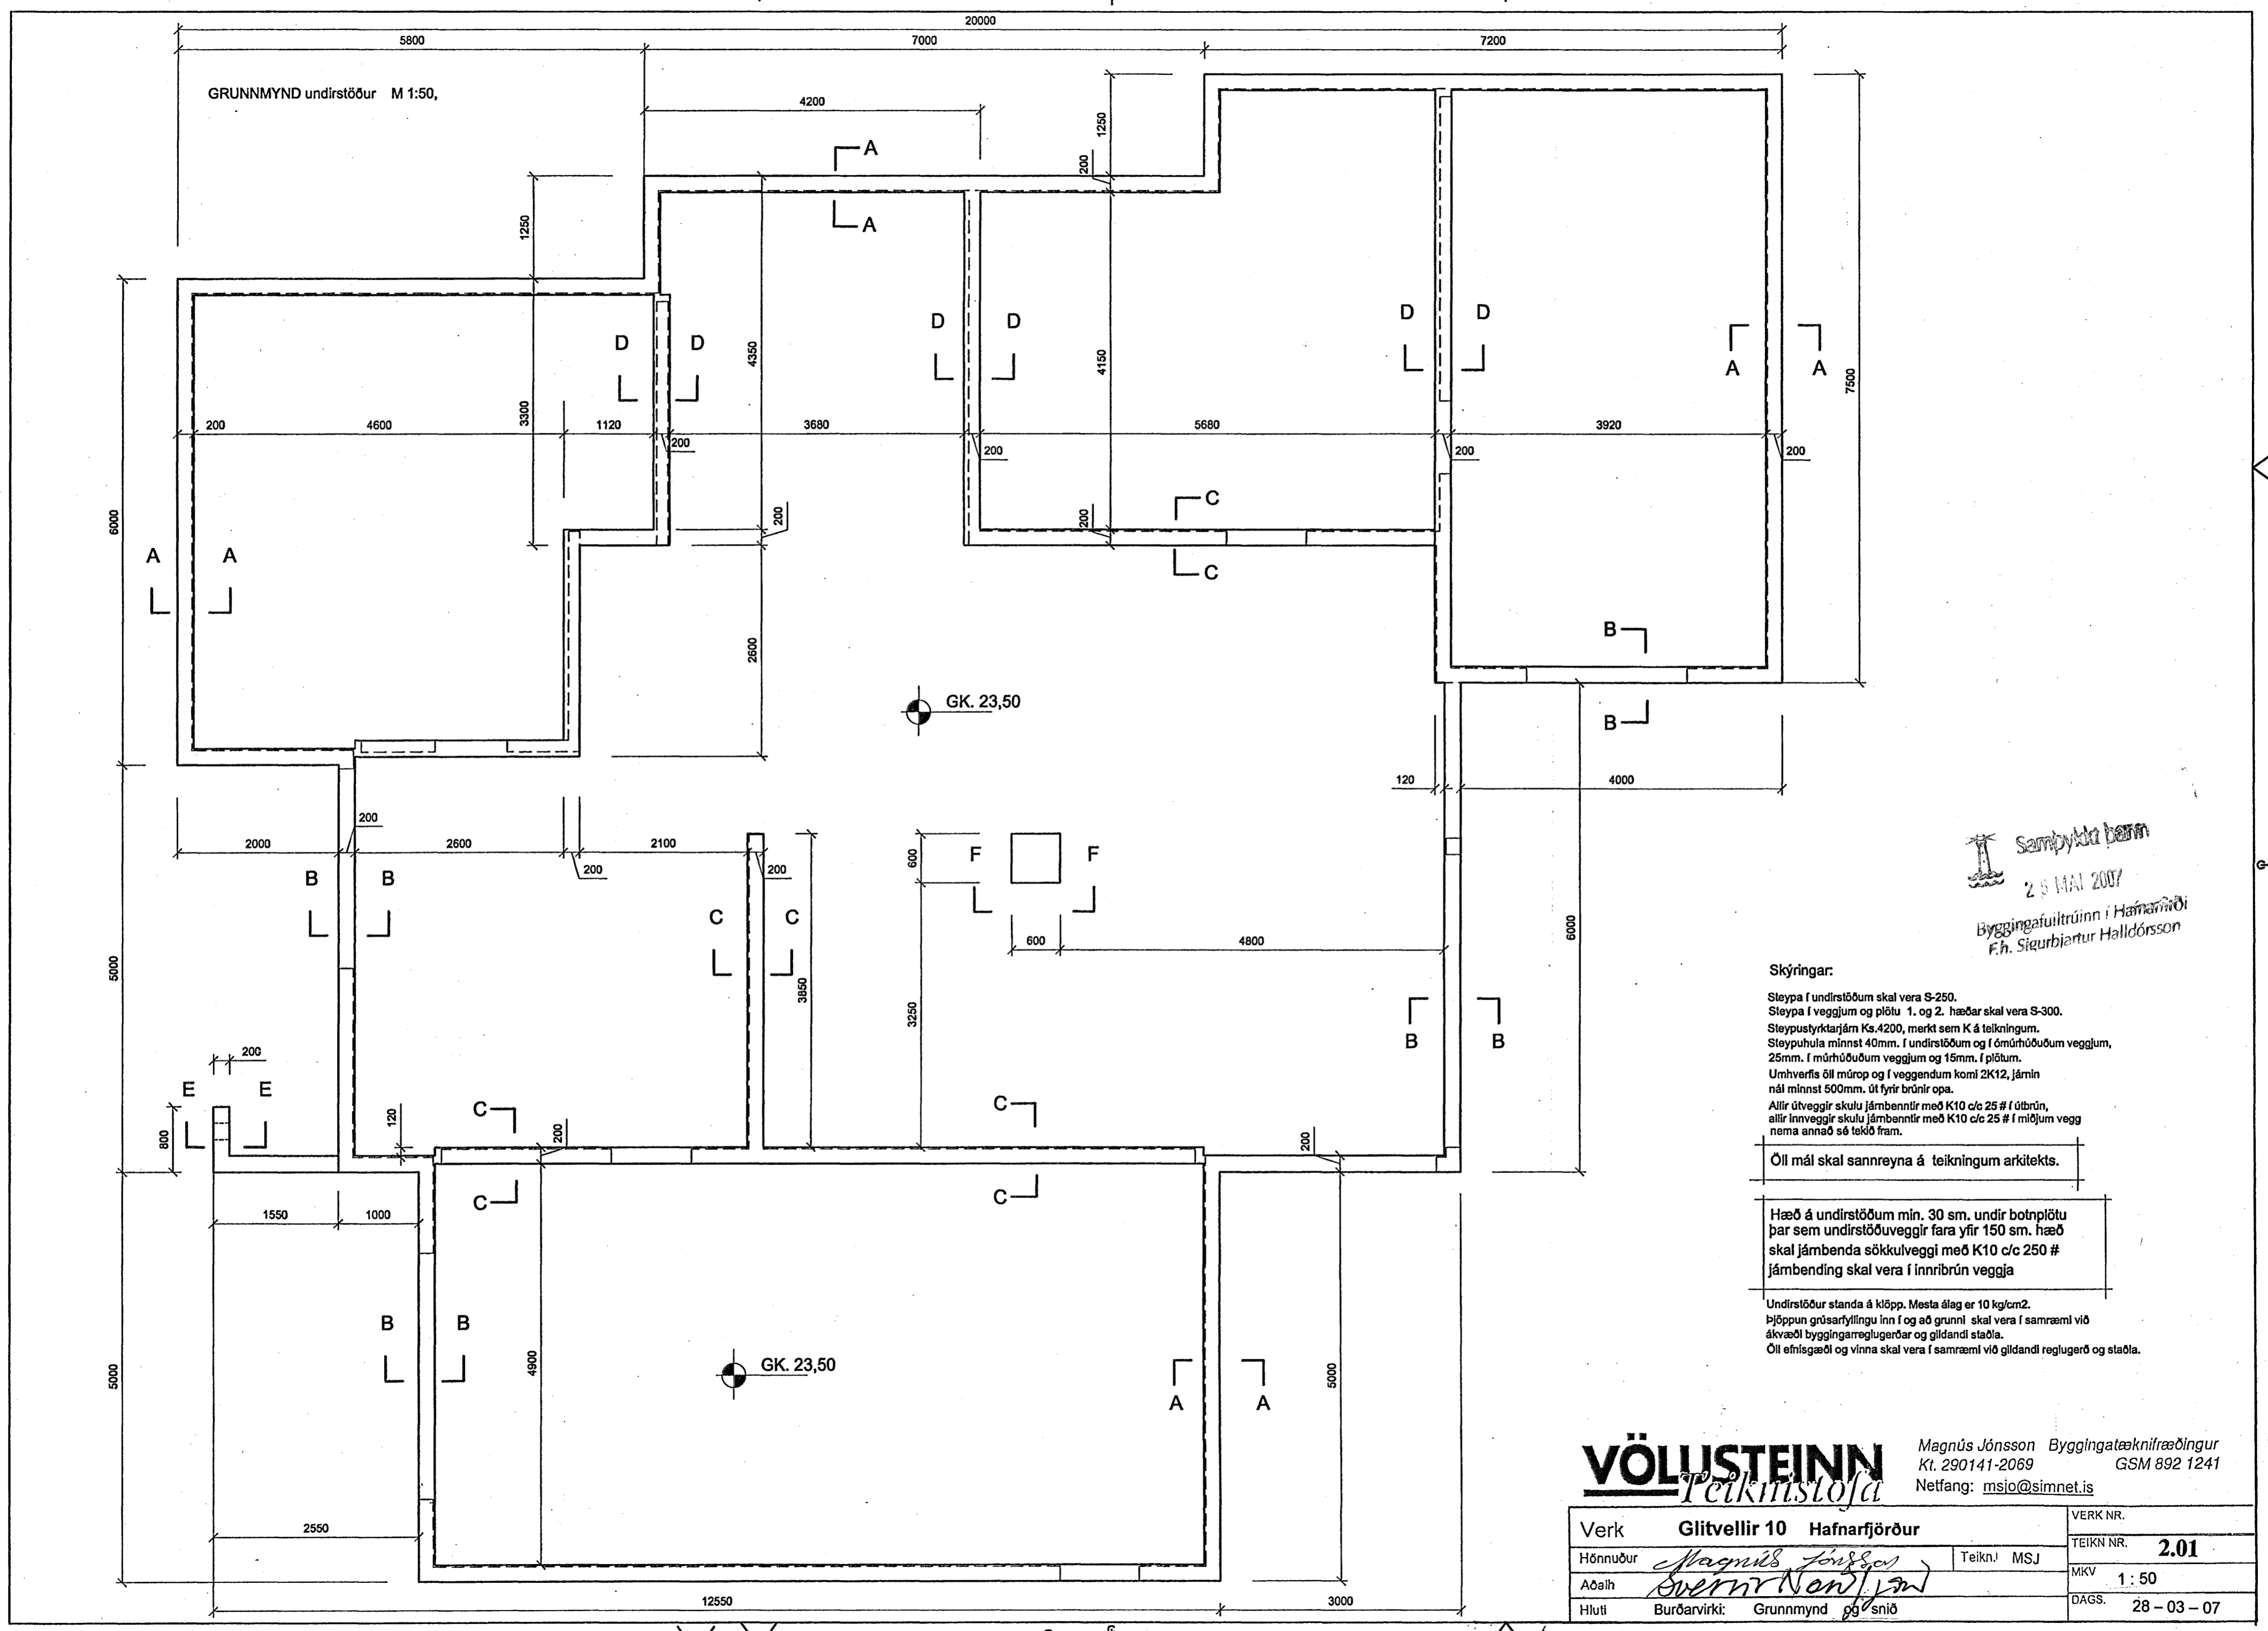 20000
5800
7000
7200
GRUNNMYND undirstöður M 1:50,
4200
1250
200
A
A
1250
D D
D D
D D
A A
4350
4150
3300
7500
200
4600
1120
200
3680
200
5680
200
3920
200
6000
C
C
200
200
A A
2600
B
B
GK. 23,50
120
4000
200
2000
2600
200
2100
200
600
F F
B B
C C
600
4800
6000
5000
3850
3250
B B
200
E E
800
120
C
200
C
200
C
C
1550
1000
B B
4900
GK. 23,50
5000
5000
A A
2550
12550
3000
Samþykkt þann
2 5 MAI 2007
Byggingafulltrúinn í Hafnarfirði
F.h. Sigurbjartur Halldórsson
Skýringar:
Steypa í undirstöðum skal vera S-250.
Steypa í veggjum og plötu 1. og 2. hæðar skal vera S-300.
Steypustyrktarjárn Ks.4200, merkt sem K á teikningum.
Steypuhula minnst 40mm. í undirstöðum og í ómúrhúðuðum veggjum,
25mm. í múrhúðuðum veggjum og 15mm. í plötum.
Umhverfis öll múrop og í veggendum komi 2K12, járnin
nái minnst 500mm. út fyrir brúnir opa.
Allir útveggir skulu járnbenntir með K10 c/c 25 # í útbrún,
allir innveggir skulu járnbenntir með K10 c/c 25 # í miðjum vegg
nema annað sé tekið fram.
Öll mál skal sannreyna á teikningum arkitekts.
Hæð á undirstöðum min. 30 sm. undir botnplötu
þar sem undirstöðuveggir fara yfir 150 sm. hæð
skal járnbenda sökkulveggi með K10 c/c 250 #
járnbending skal vera í innribrún veggja
Undirstöður standa á klöpp. Mesta álag er 10 kg/cm2.
Þjöppun grúsarfyllingu inn í og að grunni skal vera í samræmi við
ákvæði byggingarreglugerðar og gildandi staðla.
Öll efnisgæði og vinna skal vera í samræmi við gildandi reglugerð og staðla.
VÖLUSTEINN
Teiknistofa
Magnús Jónsson Byggingatæknifræðingur
Kt. 290141-2069 GSM 892 1241
Netfang: msjo@simnet.is
Verk Glitvellir 10 Hafnarfjörður
VERK NR.
Hönnuður Magnús Jónsson Teikn. MSJ
TEIKN NR. 2.01
Aðalh
MKV 1 : 50
Hluti Burðarvirki: Grunnmynd og snið
DAGS. 28 – 03 – 07